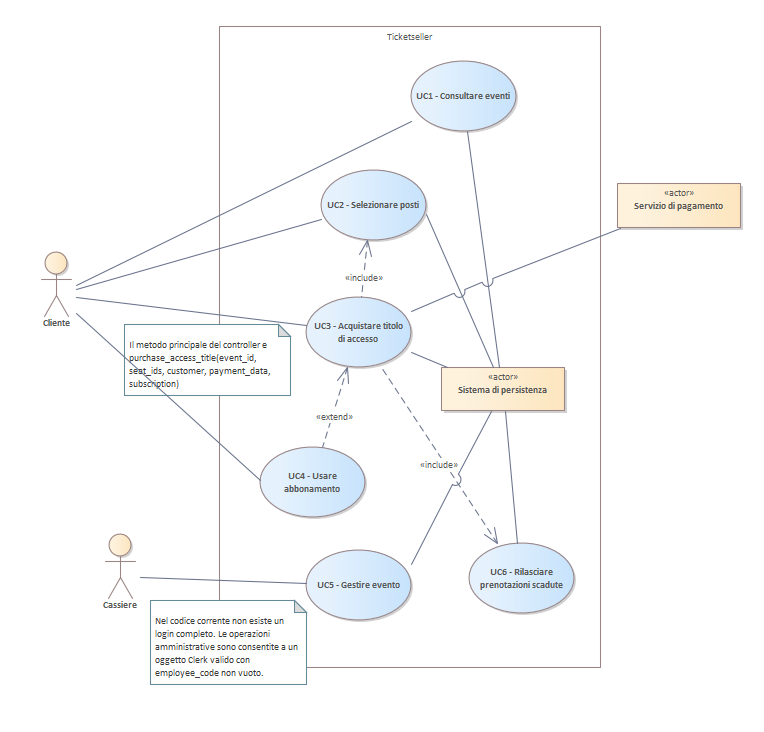 Ticketseller
UC1 - Consultare eventi
UC2 - Selezionare posti
«actor»
Servizio di pagamento
«include»
Cliente
UC3 - Acquistare titolo
di accesso
Il metodo principale del controller e
purchase_access_title(event_id,
seat_ids, customer, payment_data,
subscription)
«actor»
Sistema di persistenza
«extend»
«include»
UC4 - Usare
abbonamento
UC5 - Gestire evento
UC6 - Rilasciare
prenotazioni scadute
Cassiere
Nel codice corrente non esiste un
login completo. Le operazioni
amministrative sono consentite a un
oggetto Clerk valido con
employee_code non vuoto.